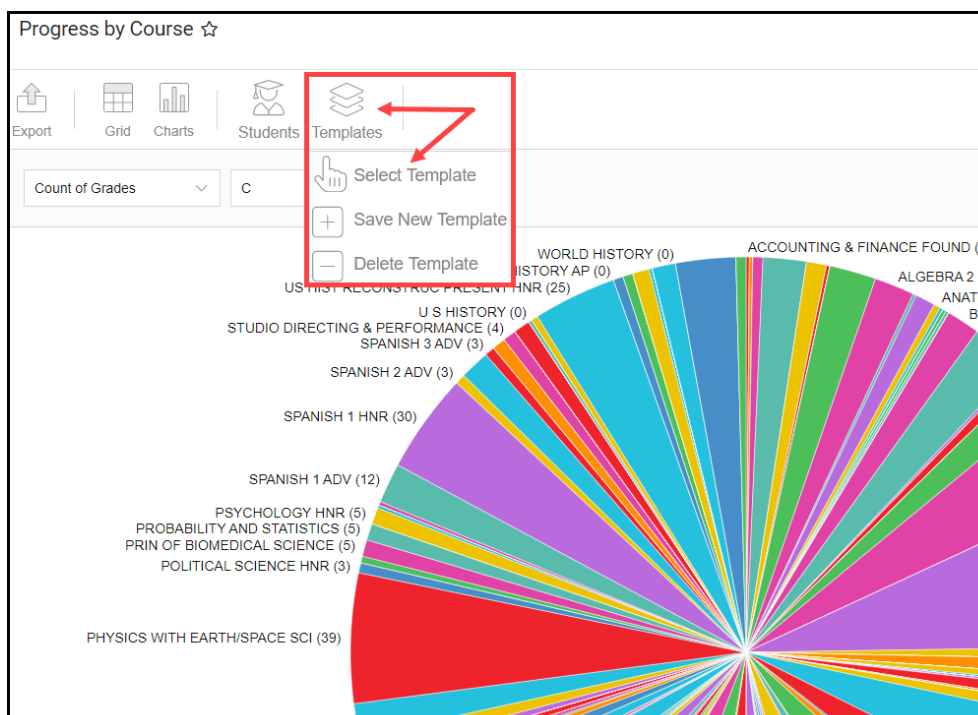 Progress by Course
Export
Grid
Charts
Students
Templates
Count of Grades
C
Select Template
Save New Template
Delete Template
WORLD HISTORY (0)
ACCOUNTING & FINANCE FOUND (
HISTORY AP (0)
ALGEBRA 2
US HIST RECONSTRUC PRESENT HNR (25)
ANAT
U S HISTORY (0)
B
STUDIO DIRECTING & PERFORMANCE (4)
SPANISH 3 ADV (3)
SPANISH 2 ADV (3)
SPANISH 1 HNR (30)
SPANISH 1 ADV (12)
PSYCHOLOGY HNR (5)
PROBABILITY AND STATISTICS (5)
PRIN OF BIOMEDICAL SCIENCE (5)
POLITICAL SCIENCE HNR (3)
PHYSICS WITH EARTH/SPACE SCI (39)